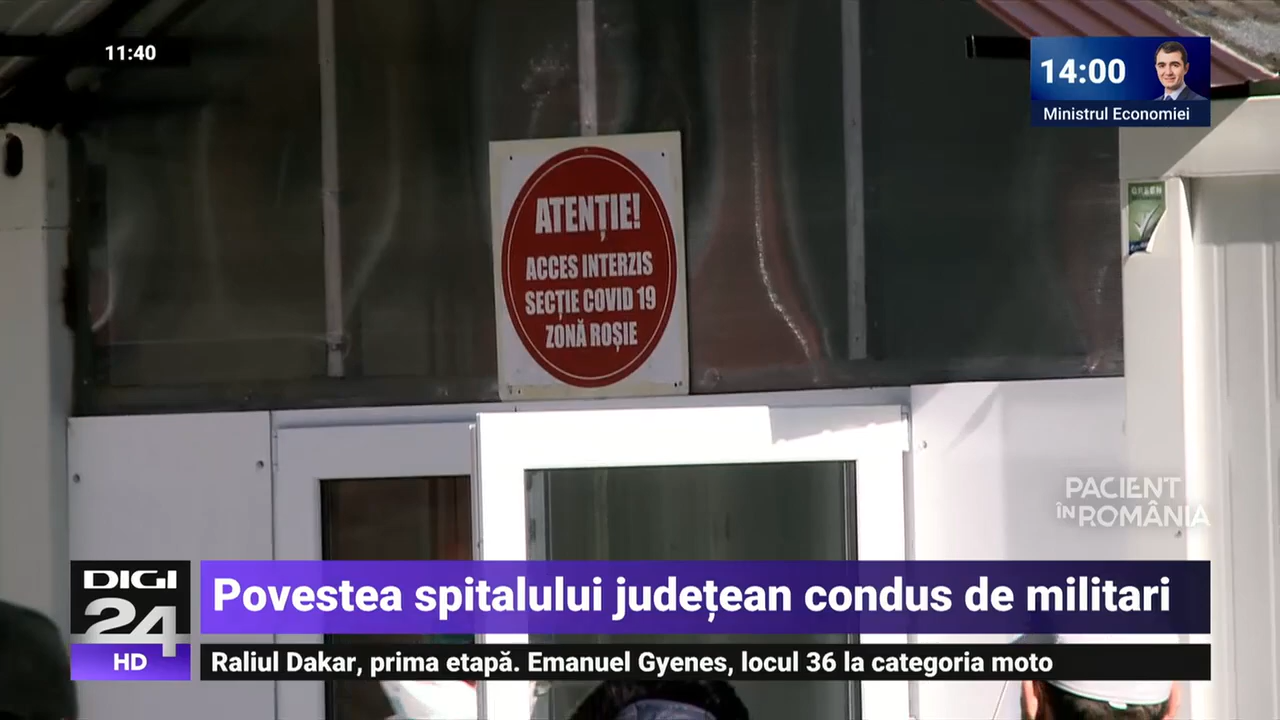 11:40
14:00
Ministrul Economiei
GREEN
ATENȚIE!
ACCES INTERZIS
SECȚIE COVID 19
ZONĂ ROȘIE
PACIENT
ÎN ROMÂNIA
DIGI
24
HD
Povestea spitalului județean condus de militari
Raliul Dakar, prima etapă. Emanuel Gyenes, locul 36 la categoria moto